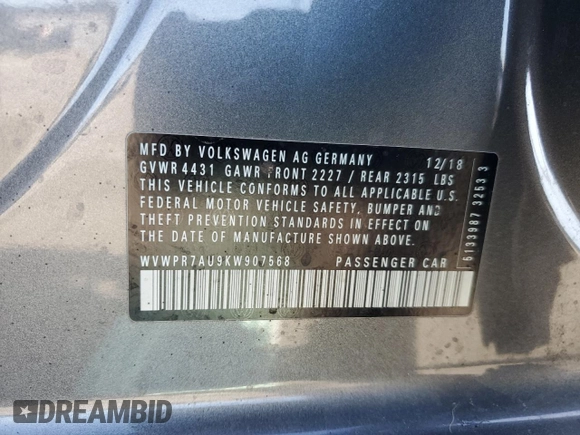 MFD BY VOLKSWAGEN AG GERMANY 12/18
GVWR 4431 GAWR FRONT 2227 / REAR 2315 LBS
THIS VEHICLE CONFORMS TO ALL APPLICABLE U.S.
FEDERAL MOTOR VEHICLE SAFETY, BUMPER AND
THEFT PREVENTION STANDARDS IN EFFECT ON
THE DATE OF MANUFACTURE SHOWN ABOVE.
WVWPR7AU9KW907568 PASSENGER CAR
6133987 3253 3
DREAMBID